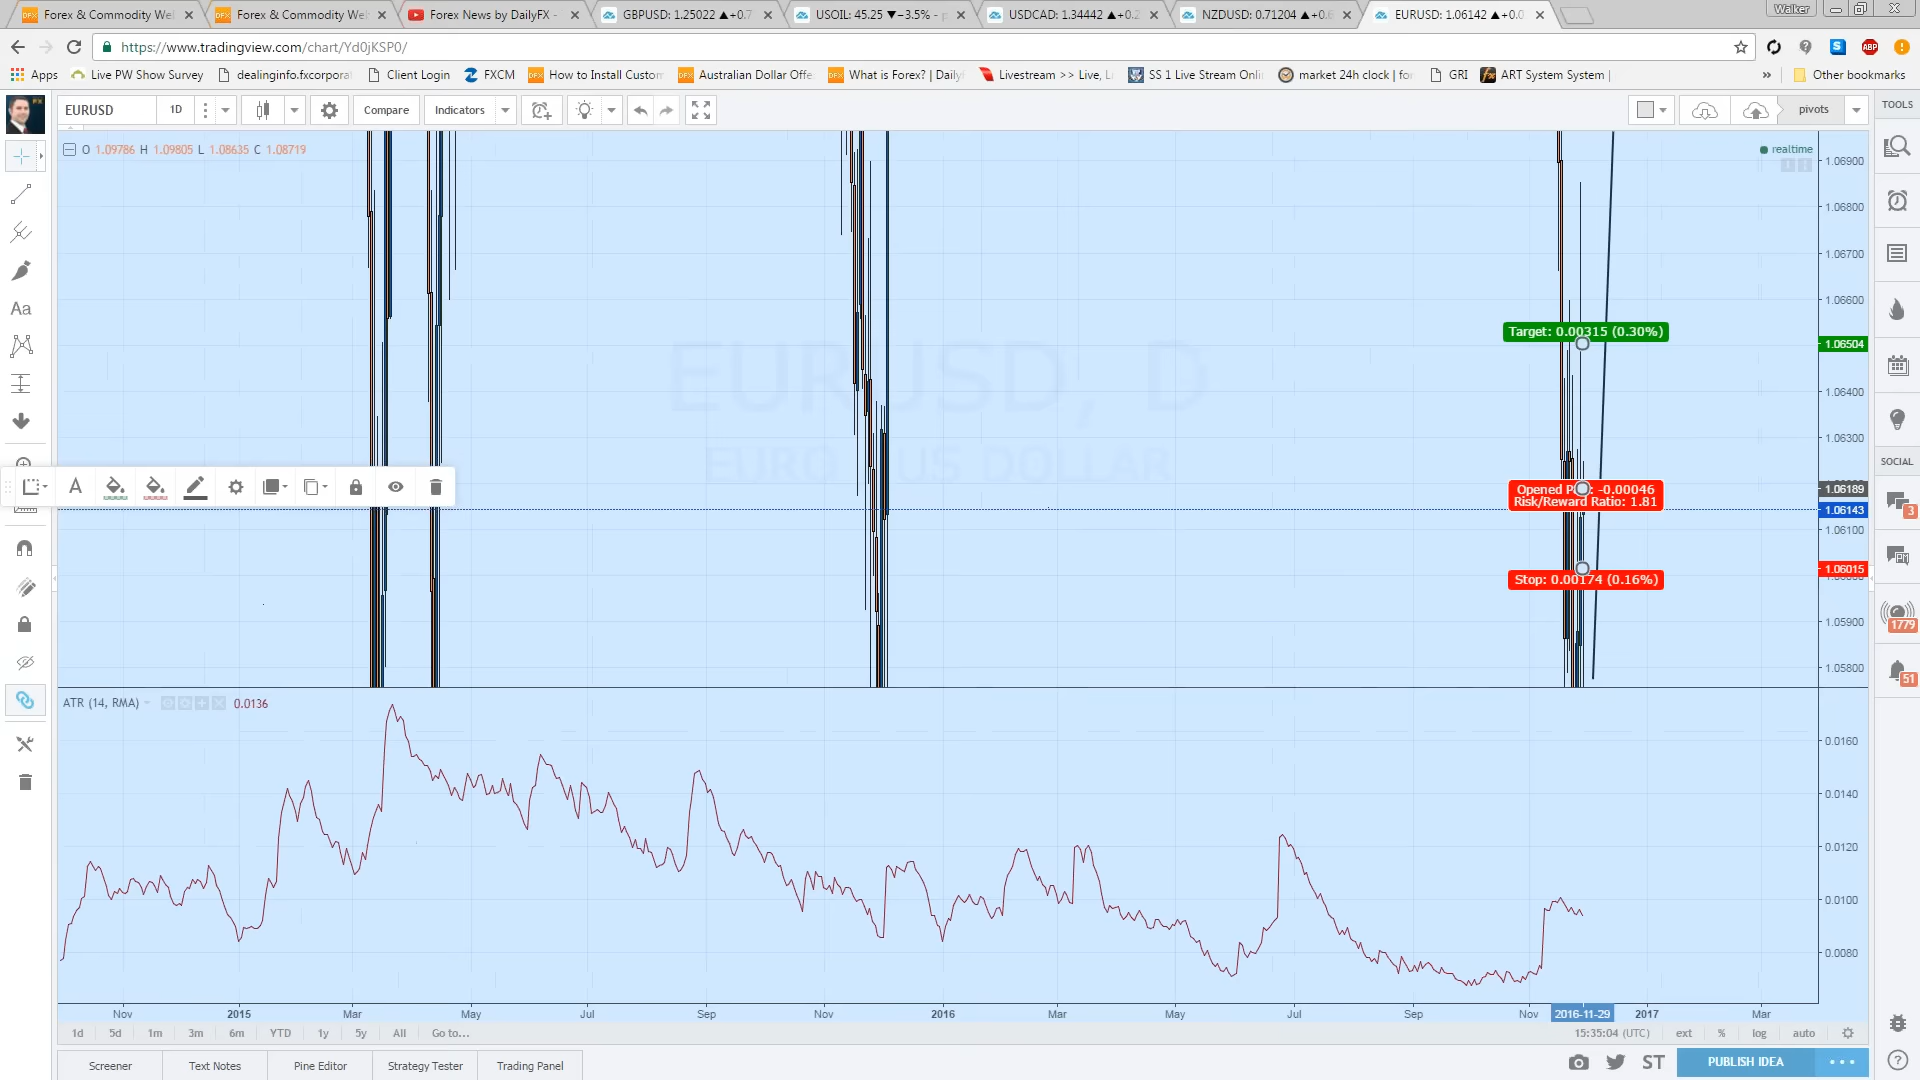 Forex & Commodity Wel
Forex & Commodity Wel
Forex News by DailyFX -
GBPUSD: 1.25022 ▲+0.7
USOIL: 45.25 ▼−3.5% - p
USDCAD: 1.34442 ▲+0.2
NZDUSD: 0.71204 ▲+0.6
EURUSD: 1.06142 ▲+0.0
Walker
https://www.tradingview.com/chart/Yd0jKSP0/
Apps
Live PW Show Survey
dealinginfo.fxcorporat
Client Login
FXCM
How to Install Custom
Australian Dollar Offe
What is Forex? | Daily
Livestream >> Live, L
SS 1 Live Stream Onli
market 24h clock | for
GRI
ART System System |
»
Other bookmarks
EURUSD
1D
Compare
Indicators
pivots
TOOLS
O 1.09786 H 1.09805 L 1.08635 C 1.08719
realtime
EURUSD, D
EURO / US DOLLAR
1.06900
1.06800
1.06700
1.06600
Target: 0.00315 (0.30%)
1.06504
1.06400
1.06300
SOCIAL
Risk/Reward Ratio: 1.81
1.06189
1.06143
1.06100
1.06015
Stop: 0.00174 (0.16%)
1.05900
1.05800
Aa
A
3
1779
51
ATR (14, RMA)
0.0136
0.0160
0.0140
0.0120
0.0100
0.0080
Nov 2015 Mar May Jul Sep Nov 2016 Mar May Jul Sep Nov 2016-11-29 2017 Mar
1d 5d 1m 3m 6m YTD 1y 5y All Go to...
15:35:04 (UTC) ext % log auto
Screener Text Notes Pine Editor Strategy Tester Trading Panel
ST
PUBLISH IDEA